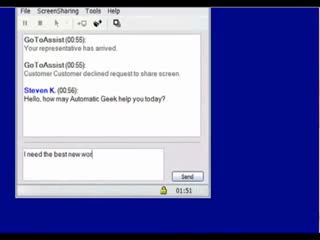 File ScreenSharing Tools Help
GoToAssist (00:55):
Your representative has arrived.
GoToAssist (00:55):
Customer Customer declined request to share screen.
Steven K. (00:56):
Hello, how may Automatic Geek help you today?
I need the best new wor
Send
01:51